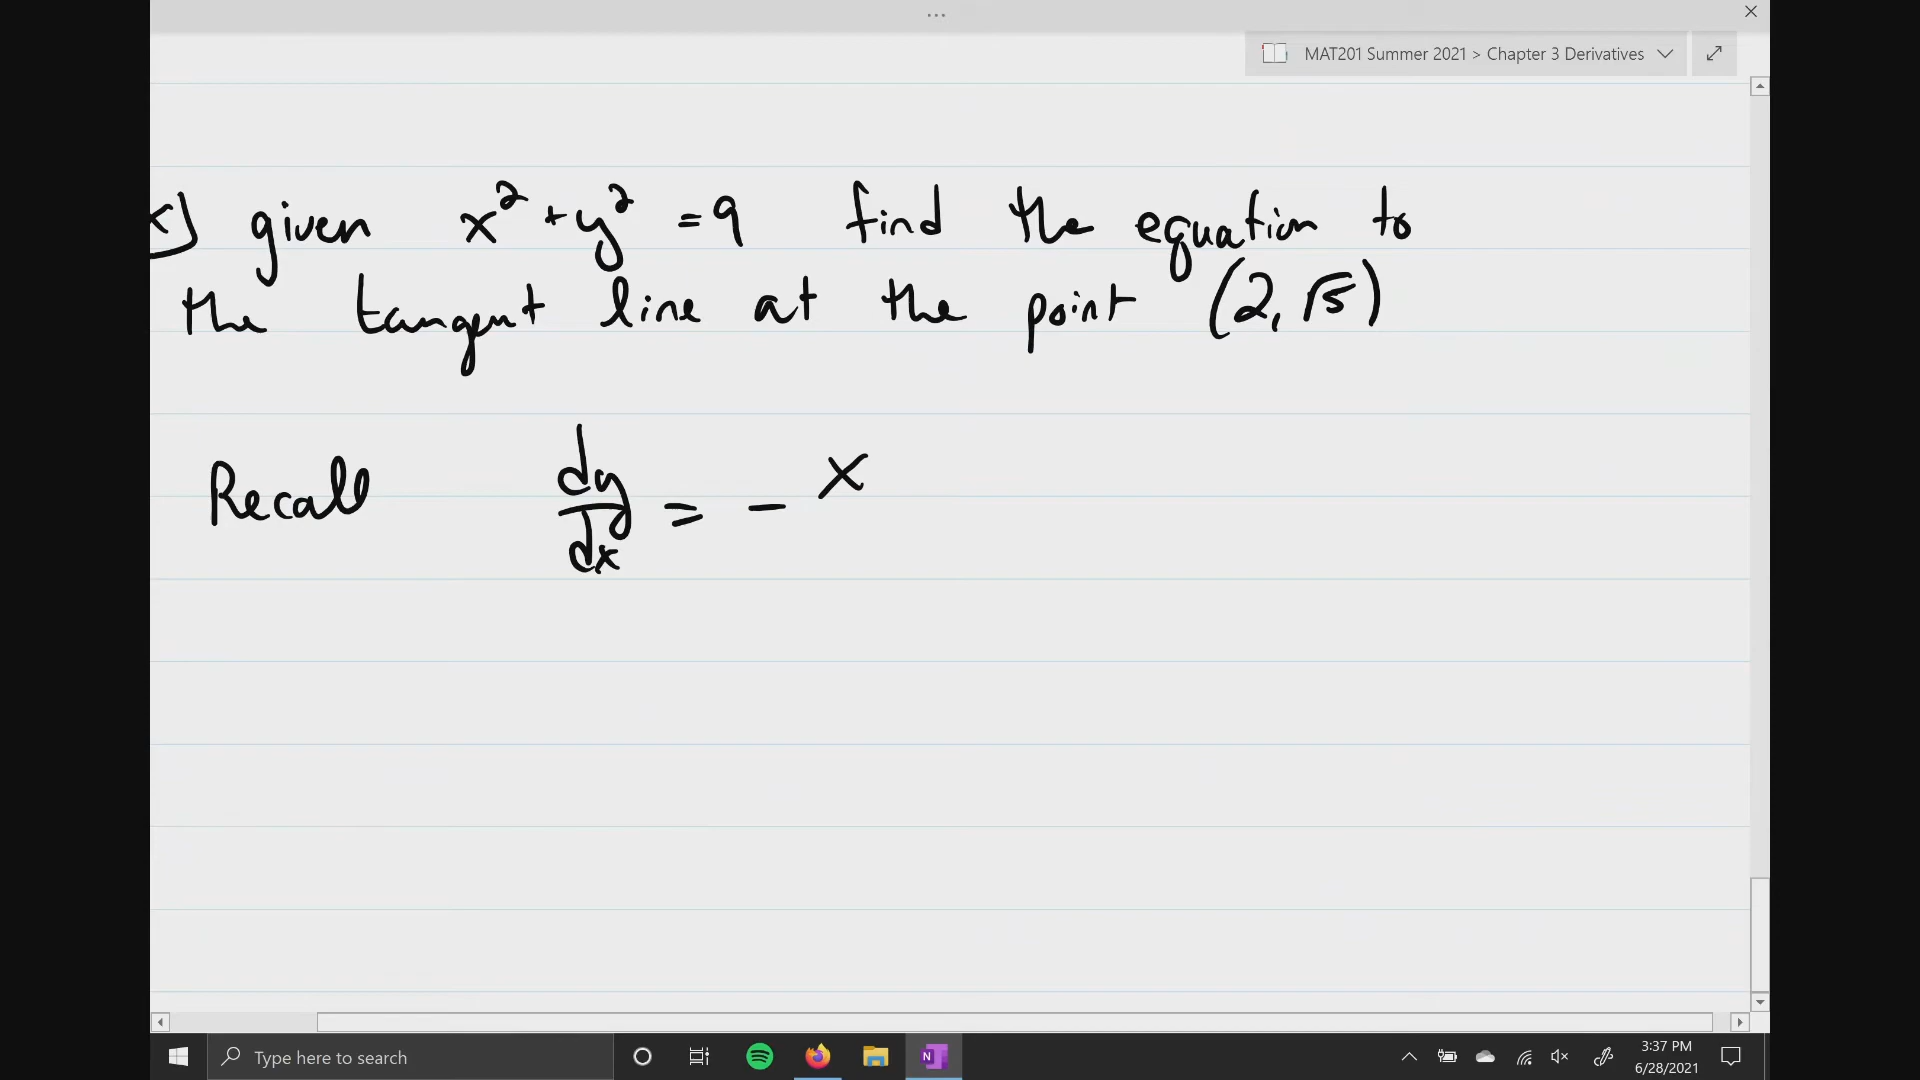 MAT201 Summer 2021 > Chapter 3 Derivatives
x) given x² + y² = 9 find the equation to
the tangent line at the point (2, √5)
Recall dy/dx = - x
Type here to search
3:37 PM
6/28/2021